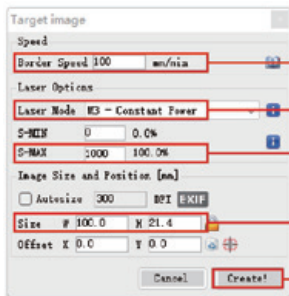 Target image
Speed
Border Speed 100 mm/min
Laser Options
Laser Mode M3 - Constant Power
S-MIN 0 0.0%
S-MAX 1000 100.0%
Image Size and Position [mm]
Autosize 300 DPI EXIF
Size W 100.0 H 21.4
Offset X 0.0 Y 0.0
Cancel Create!